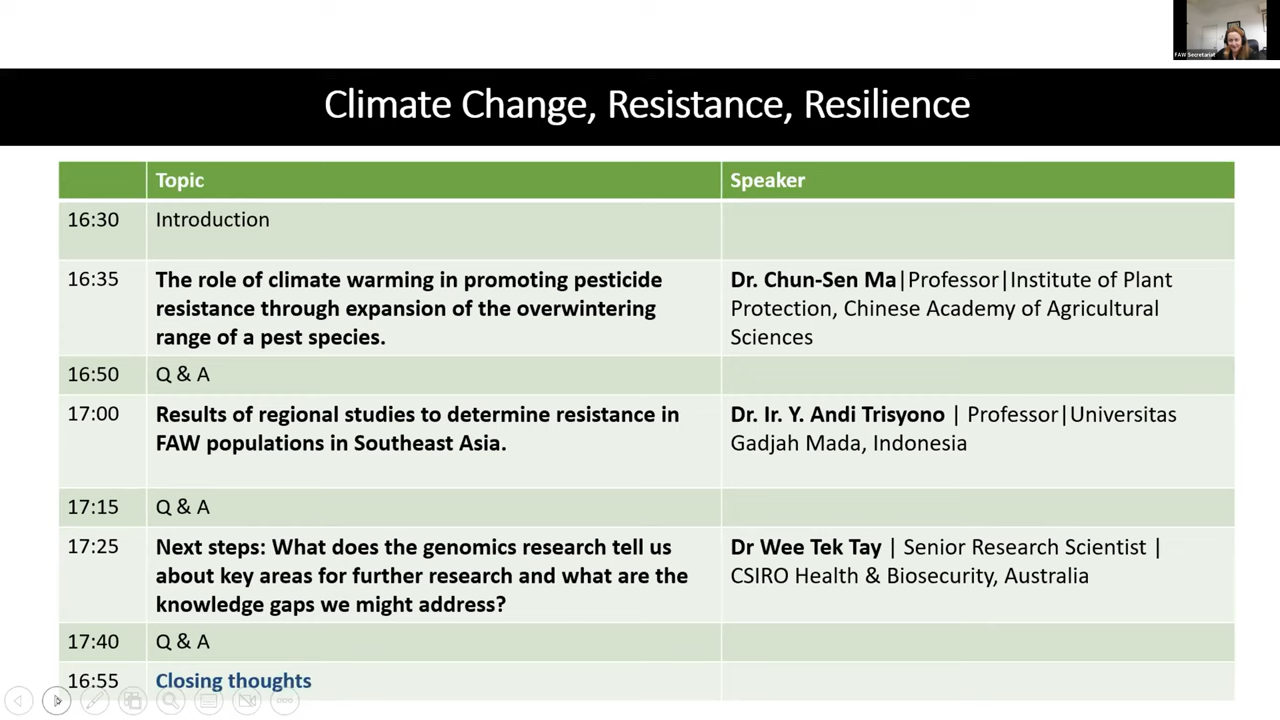 FAW Secretariat
Climate Change, Resistance, Resilience
Topic Speaker
16:30 Introduction
16:35 The role of climate warming in promoting pesticide Dr. Chun-Sen Ma|Professor|Institute of Plant
resistance through expansion of the overwintering Protection, Chinese Academy of Agricultural
range of a pest species. Sciences
16:50 Q & A
17:00 Results of regional studies to determine resistance in Dr. Ir. Y. Andi Trisyono | Professor|Universitas
FAW populations in Southeast Asia. Gadjah Mada, Indonesia
17:15 Q & A
17:25 Next steps: What does the genomics research tell us Dr Wee Tek Tay | Senior Research Scientist |
about key areas for further research and what are the CSIRO Health & Biosecurity, Australia
knowledge gaps we might address?
17:40 Q & A
16:55 Closing thoughts